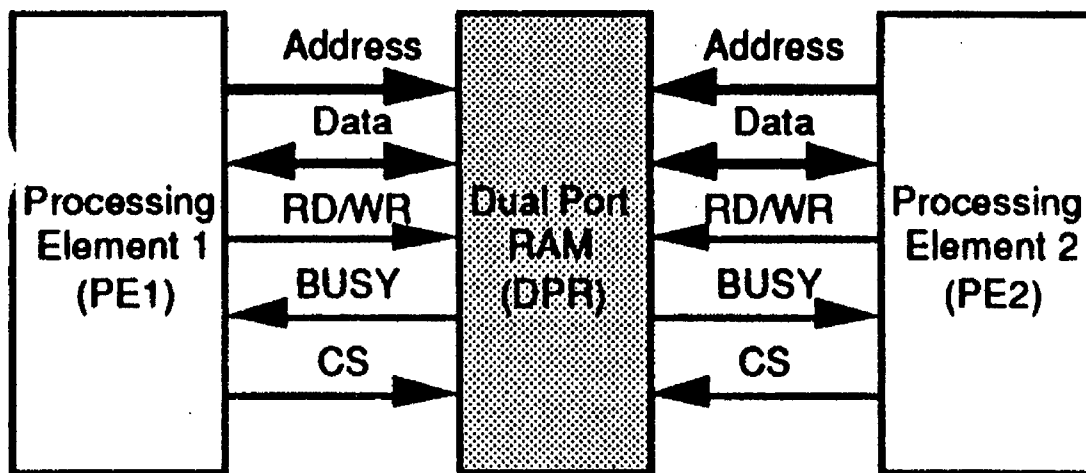 Address
Data
Processing
Element 1
(PE1)
RD/WR
BUSY
CS
Dual Port
RAM
(DPR)
Address
Data
RD/WR
BUSY
CS
Processing
Element 2
(PE2)